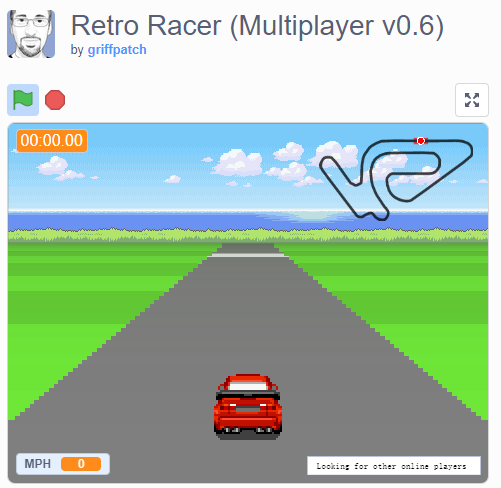 Retro Racer (Multiplayer v0.6)
by griffpatch
00:00.00
MPH 0
Looking for other online players